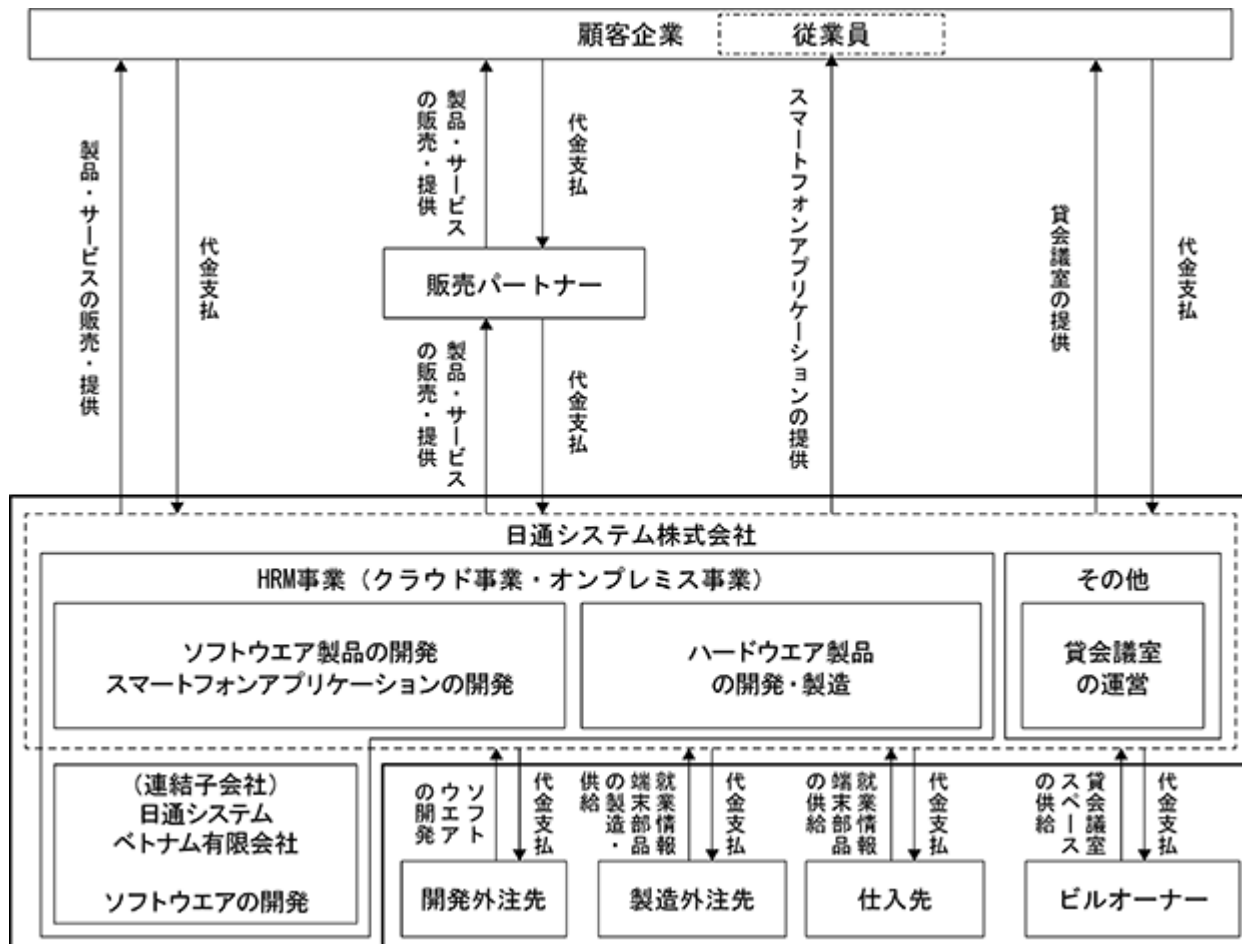 顧客企業
従業員
製品・サービスの販売・提供
代金支払
製品・サービス
の販売・提供
代金支払
スマートフォンアプリケーションの提供
貸会議室の提供
代金支払
販売パートナー
製品・サービス
の販売・提供
代金支払
日通システム株式会社
HRM事業（クラウド事業・オンプレミス事業）
その他
ソフトウエア製品の開発
スマートフォンアプリケーションの開発
ハードウエア製品
の開発・製造
貸会議室
の運営
（連結子会社）
日通システム
ベトナム有限会社
ソフトウエアの開発
ソフト
ウエア
の開発
代金支払
就業情報
端末部品
の製造・
供給
代金支払
就業情報
端末部品
の供給
代金支払
貸会議室
スペース
の供給
代金支払
開発外注先
製造外注先
仕入先
ビルオーナー